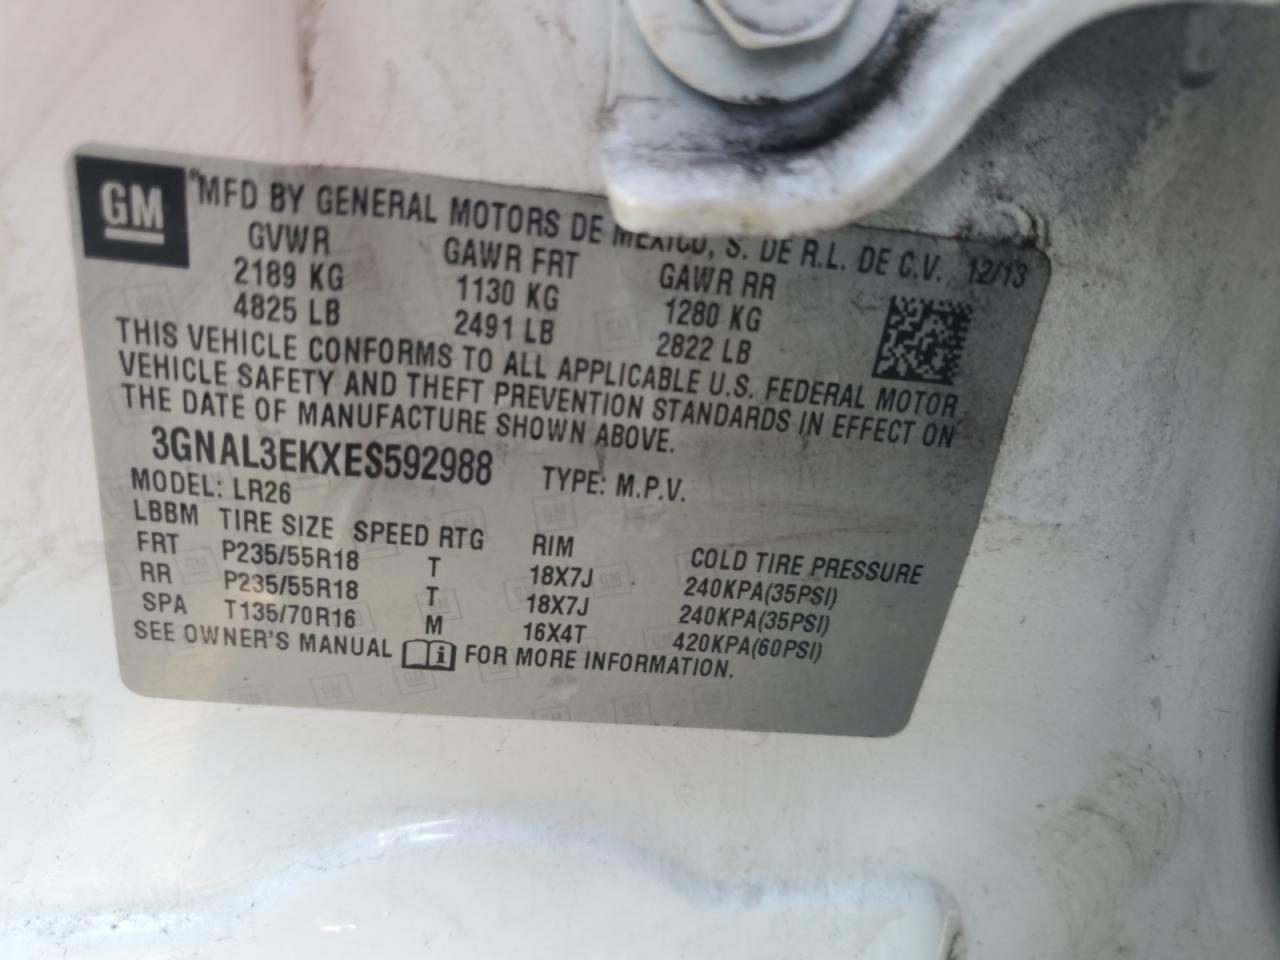 GM
®MFD BY GENERAL MOTORS DE MEXICO, S. DE R.L. DE C.V. 12/13
GVWR GAWR FRT GAWR RR
2189 KG 1130 KG 1280 KG
4825 LB 2491 LB 2822 LB
THIS VEHICLE CONFORMS TO ALL APPLICABLE U.S. FEDERAL MOTOR
VEHICLE SAFETY AND THEFT PREVENTION STANDARDS IN EFFECT ON
THE DATE OF MANUFACTURE SHOWN ABOVE.
3GNAL3EKXES592988 TYPE: M.P.V.
MODEL: LR26
LBBM TIRE SIZE SPEED RTG RIM COLD TIRE PRESSURE
FRT P235/55R18 T 18X7J 240KPA(35PSI)
RR P235/55R18 T 18X7J 240KPA(35PSI)
SPA T135/70R16 M 16X4T 420KPA(60PSI)
SEE OWNER'S MANUAL i FOR MORE INFORMATION.